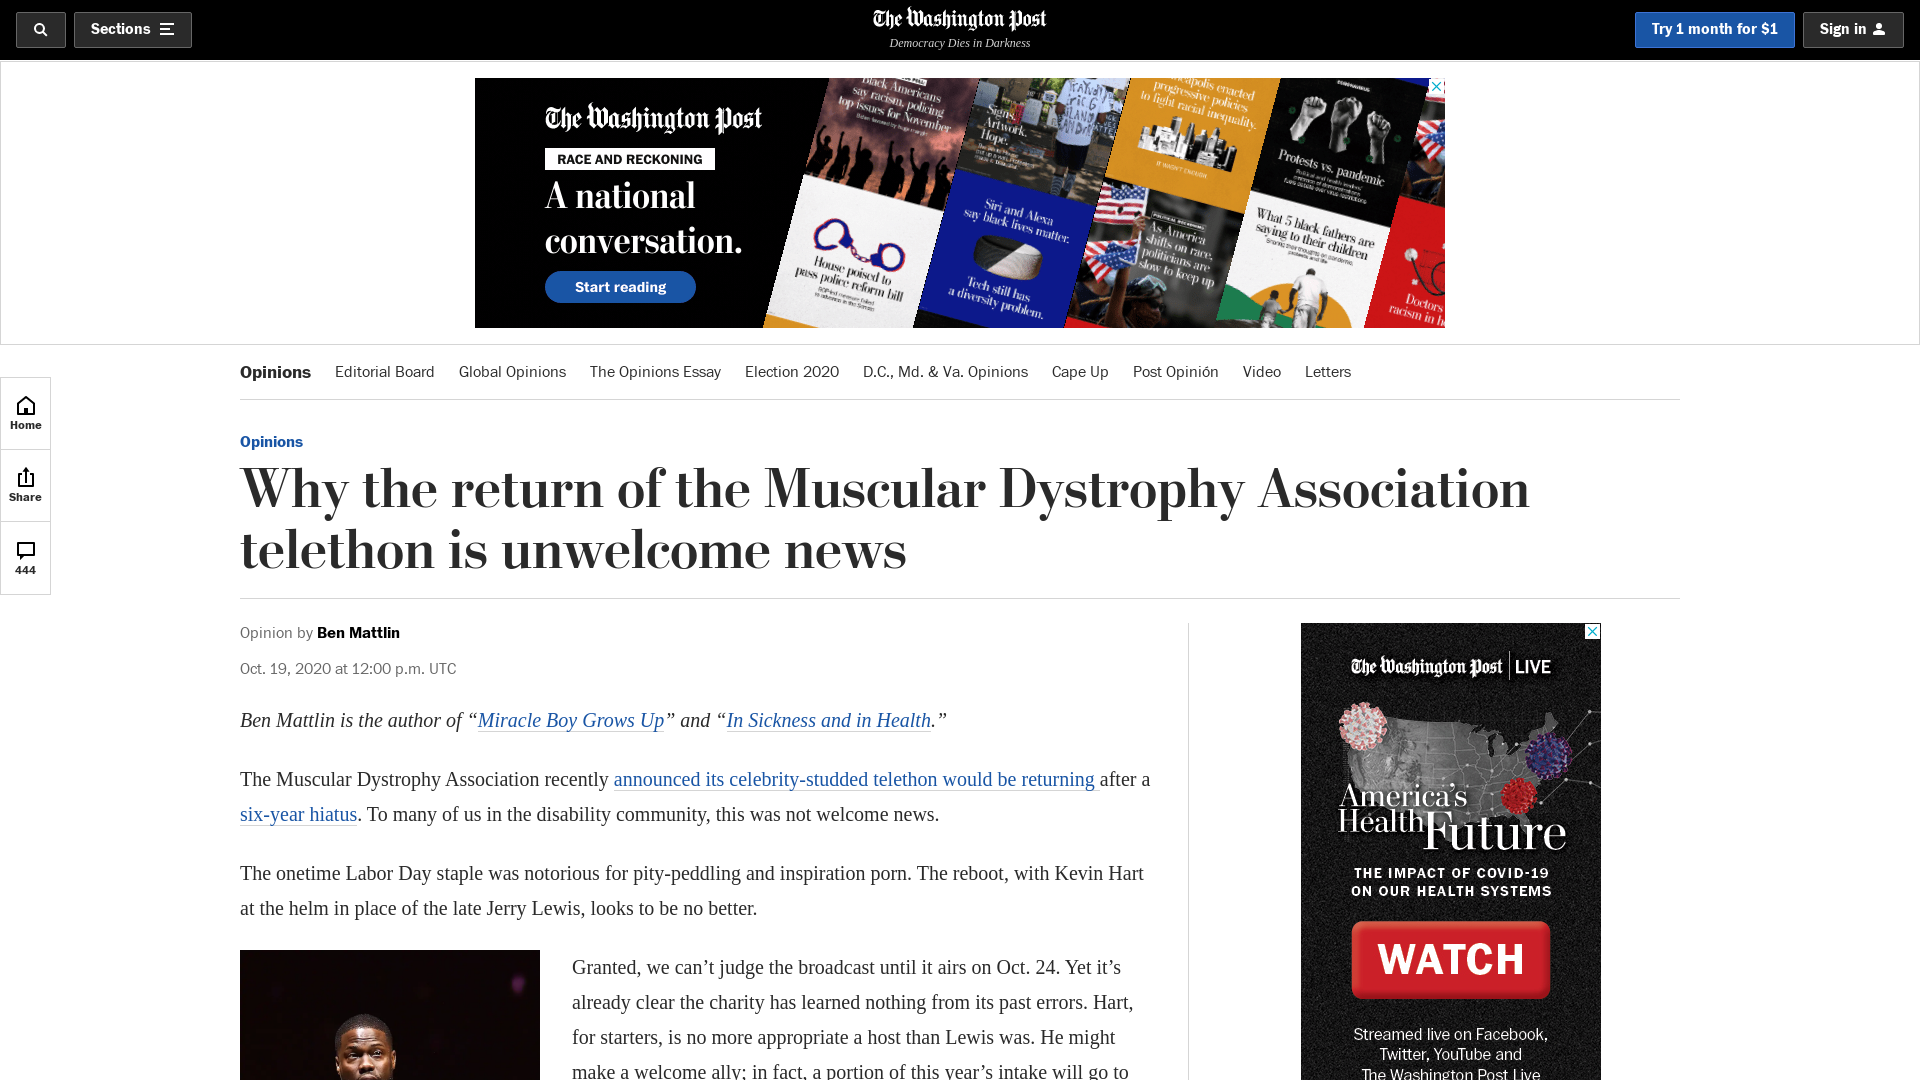 Sections
The Washington Post
Democracy Dies in Darkness
Try 1 month for $1
Sign in
The Washington Post
RACE AND RECKONING
A national
conversation.
Start reading
Black Americans
say racism, policing
top issues for November
Signs.
Artwork.
Hope.
progressive policies
to fight racial inequality.
IT WASN'T ENOUGH.
CORONAVIRUS
Protests vs. pandemic
House poised to
pass police reform bill
Siri and Alexa
say black lives matter.
Tech still has
a diversity problem.
As America
shifts on race,
politicians are
slow to keep up
What 5 black fathers are
saying to their children
Doctors
racism in
Opinions
Editorial Board
Global Opinions
The Opinions Essay
Election 2020
D.C., Md. & Va. Opinions
Cape Up
Post Opinión
Video
Letters
Home
Share
444
Opinions
Why the return of the Muscular Dystrophy Association
telethon is unwelcome news
Opinion by Ben Mattlin
Oct. 19, 2020 at 12:00 p.m. UTC
Ben Mattlin is the author of “Miracle Boy Grows Up” and “In Sickness and in Health.”
The Muscular Dystrophy Association recently announced its celebrity-studded telethon would be returning after a
six-year hiatus. To many of us in the disability community, this was not welcome news.
The onetime Labor Day staple was notorious for pity-peddling and inspiration porn. The reboot, with Kevin Hart
at the helm in place of the late Jerry Lewis, looks to be no better.
Granted, we can’t judge the broadcast until it airs on Oct. 24. Yet it’s
already clear the charity has learned nothing from its past errors. Hart,
for starters, is no more appropriate a host than Lewis was. He might
make a welcome ally; in fact, a portion of this year’s intake will go to
The Washington Post LIVE
America's
Health Future
THE IMPACT OF COVID-19
ON OUR HEALTH SYSTEMS
WATCH
Streamed live on Facebook,
Twitter, YouTube and
The Washington Post Live